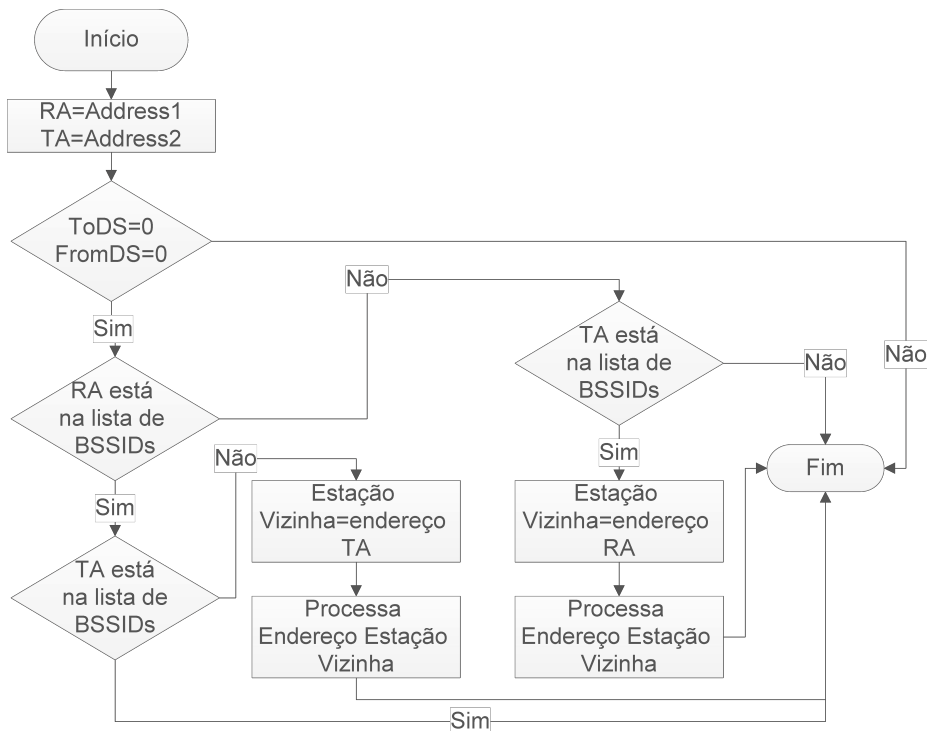 Início
RA=Address1
TA=Address2
ToDS=0
FromDS=0
Não
Sim
TA está
na lista de
BSSIDs
Não
Não
RA está
na lista de
BSSIDs
Não
Sim
Fim
Sim
Estação
Vizinha=endereço
TA
Estação
Vizinha=endereço
RA
TA está
na lista de
BSSIDs
Processa
Endereço Estação
Vizinha
Processa
Endereço Estação
Vizinha
Sim